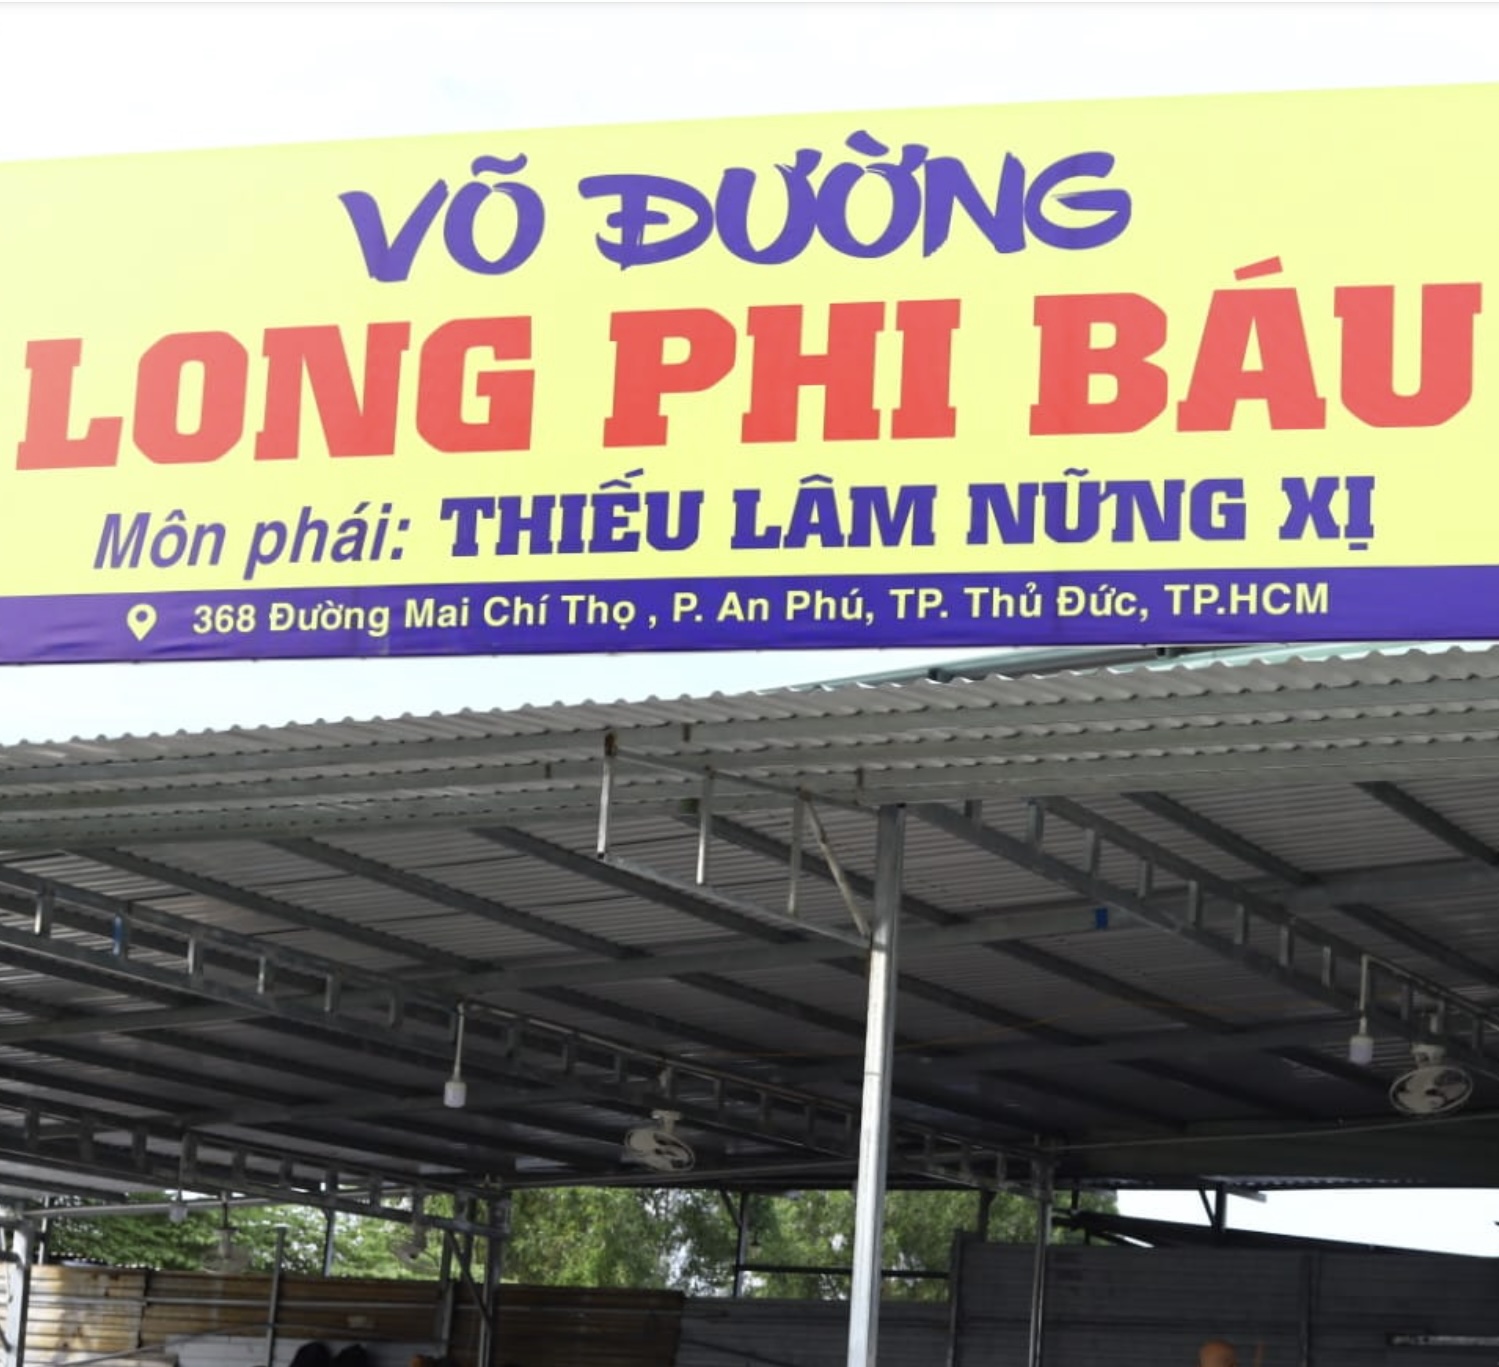 VÕ ĐƯỜNG
LONG PHI BÁU
Môn phái: THIẾU LÂM NỮNG XỊ
368 Đường Mai Chí Thọ , P. An Phú, TP. Thủ Đức, TP.HCM